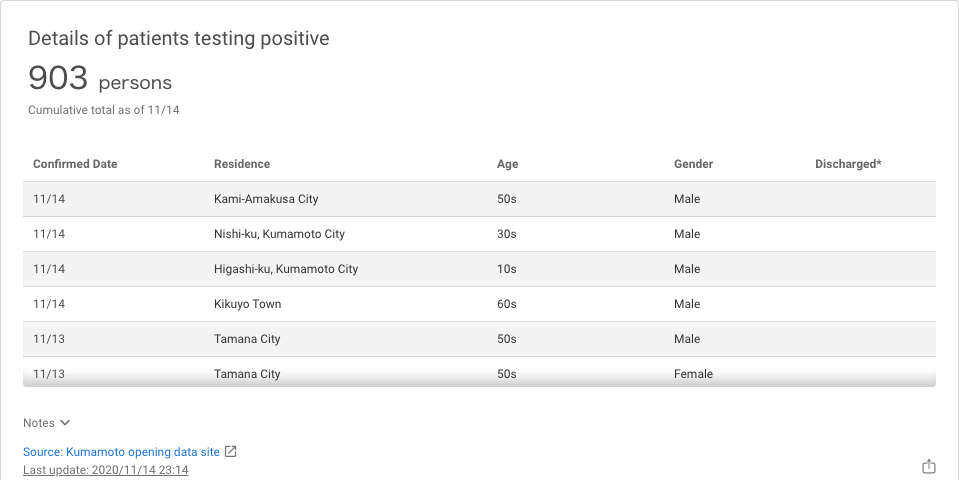 Details of patients testing positive
903 persons
Cumulative total as of 11/14
Confirmed Date Residence Age Gender Discharged*
11/14 Kami-Amakusa City 50s Male
11/14 Nishi-ku, Kumamoto City 30s Male
11/14 Higashi-ku, Kumamoto City 10s Male
11/14 Kikuyo Town 60s Male
11/13 Tamana City 50s Male
11/13 Tamana City 50s Female
Notes
Source: Kumamoto opening data site
Last update: 2020/11/14 23:14